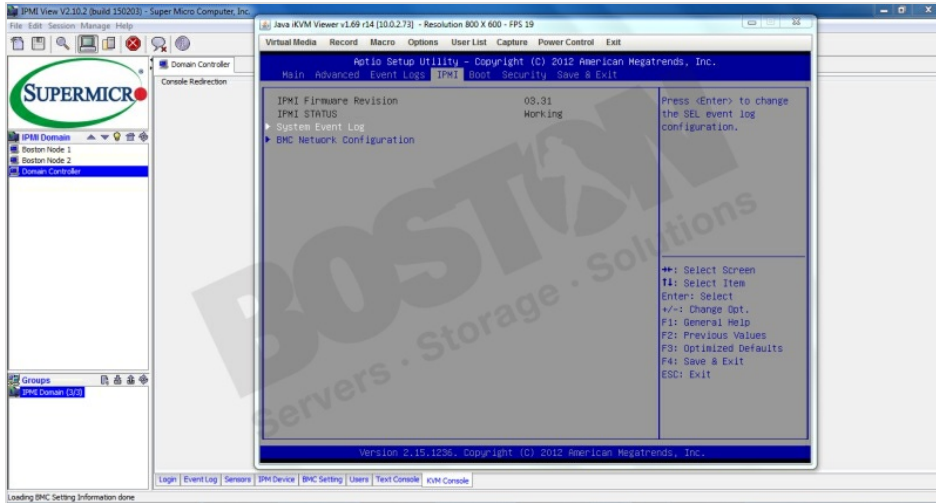 IPMI View V2.10.2 (build 150203) - Super Micro Computer, Inc.
File Edit Session Manage Help
SUPERMICRO
IPMI Domain
Boston Node 1
Boston Node 2
Domain Controller
Groups
IPMI Domain (3/3)
Domain Controller
Console Redirection
Java iKVM Viewer v1.69 r14 [10.0.2.73] - Resolution 800 X 600 - FPS 19
Virtual Media Record Macro Options User List Capture Power Control Exit
Aptio Setup Utility - Copyright (C) 2012 American Megatrends, Inc.
Main Advanced Event Logs IPMI Boot Security Save & Exit
IPMI Firmware Revision 03.31
IPMI STATUS Working
System Event Log
BMC Network Configuration
Press <Enter> to change
the SEL event log
configuration.
: Select Screen
↑↓: Select Item
Enter: Select
+/-: Change Opt.
F1: General Help
F2: Previous Values
F3: Optimized Defaults
F4: Save & Exit
ESC: Exit
Version 2.15.1236. Copyright (C) 2012 American Megatrends, Inc.
BOSTON
Servers . Storage . Solutions
Login Event Log Sensors IPM Device BMC Setting Users Text Console KVM Console
Loading BMC Setting Information done